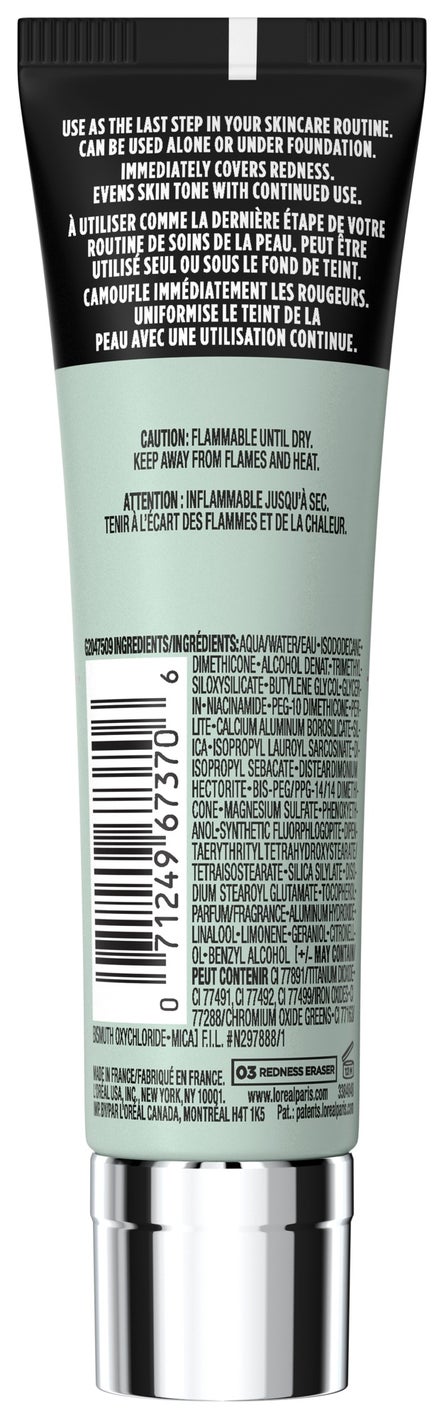 USE AS THE LAST STEP IN YOUR SKINCARE ROUTINE.
CAN BE USED ALONE OR UNDER FOUNDATION.
IMMEDIATELY COVERS REDNESS.
EVENS SKIN TONE WITH CONTINUED USE.
À UTILISER COMME LA DERNIÈRE ÉTAPE DE VOTRE
ROUTINE DE SOINS DE LA PEAU. PEUT ÊTRE
UTILISÉ SEUL OU SOUS LE FOND DE TEINT.
CAMOUFLE IMMÉDIATEMENT LES ROUGEURS.
UNIFORMISE LE TEINT DE LA
PEAU AVEC UNE UTILISATION CONTINUE.
CAUTION: FLAMMABLE UNTIL DRY.
KEEP AWAY FROM FLAMES AND HEAT.
ATTENTION : INFLAMMABLE JUSQU'À SEC.
TENIR À L'ÉCART DES FLAMMES ET DE LA CHALEUR.
G2047509 INGREDIENTS/INGRÉDIENTS: AQUA/WATER/EAU•ISODODECANE•
DIMETHICONE•ALCOHOL DENAT•TRIMETHYL-
SILOXYSILICATE•BUTYLENE GLYCOL•GLYCER-
IN•NIACINAMIDE•PEG-10 DIMETHICONE•PER-
LITE•CALCIUM ALUMINUM BOROSILICATE•SIL-
ICA•ISOPROPYL LAUROYL SARCOSINATE•DI-
ISOPROPYL SEBACATE•DISTEARDIMONIUM
HECTORITE•BIS-PEG/PPG-14/14 DIMETHI-
CONE•MAGNESIUM SULFATE•PHENOXYETH-
ANOL•SYNTHETIC FLUORPHLOGOPITE•DIPEN-
TAERYTHRITYL TETRAHYDROXYSTEARATE/
TETRAISOSTEARATE•SILICA SILYLATE•DISO-
DIUM STEAROYL GLUTAMATE•TOCOPHEROL•
PARFUM/FRAGRANCE•ALUMINUM HYDROXIDE•
LINALOOL•LIMONENE•GERANIOL•CITRONELL-
OL•BENZYL ALCOHOL [+/- MAY CONTAIN/
PEUT CONTENIR CI 77891/TITANIUM DIOXIDE•
CI 77491, CI 77492, CI 77499/IRON OXIDES•CI
77288/CHROMIUM OXIDE GREENS•CI 77163/
BISMUTH OXYCHLORIDE•MICA] F.I.L. #N297888/1
0 71249 67370 6
MADE IN FRANCE/FABRIQUÉ EN FRANCE.
03 REDNESS ERASER
12 M
L'ORÉAL USA, INC., NEW YORK, NY 10001. www.lorealparis.com
IMP. BY/PAR L'ORÉAL CANADA, MONTRÉAL H4T 1K5 Pat.: patents.lorealparis.com